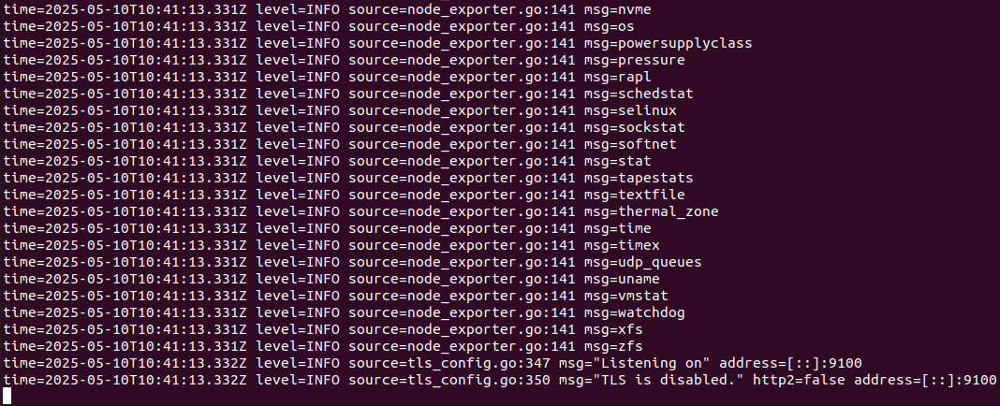 time=2025-05-10T10:41:13.331Z level=INFO source=node_exporter.go:141 msg=nvme
time=2025-05-10T10:41:13.331Z level=INFO source=node_exporter.go:141 msg=os
time=2025-05-10T10:41:13.331Z level=INFO source=node_exporter.go:141 msg=powersupplyclass
time=2025-05-10T10:41:13.331Z level=INFO source=node_exporter.go:141 msg=pressure
time=2025-05-10T10:41:13.331Z level=INFO source=node_exporter.go:141 msg=rapl
time=2025-05-10T10:41:13.331Z level=INFO source=node_exporter.go:141 msg=schedstat
time=2025-05-10T10:41:13.331Z level=INFO source=node_exporter.go:141 msg=selinux
time=2025-05-10T10:41:13.331Z level=INFO source=node_exporter.go:141 msg=sockstat
time=2025-05-10T10:41:13.331Z level=INFO source=node_exporter.go:141 msg=softnet
time=2025-05-10T10:41:13.331Z level=INFO source=node_exporter.go:141 msg=stat
time=2025-05-10T10:41:13.331Z level=INFO source=node_exporter.go:141 msg=tapestats
time=2025-05-10T10:41:13.331Z level=INFO source=node_exporter.go:141 msg=textfile
time=2025-05-10T10:41:13.331Z level=INFO source=node_exporter.go:141 msg=thermal_zone
time=2025-05-10T10:41:13.331Z level=INFO source=node_exporter.go:141 msg=time
time=2025-05-10T10:41:13.331Z level=INFO source=node_exporter.go:141 msg=timex
time=2025-05-10T10:41:13.331Z level=INFO source=node_exporter.go:141 msg=udp_queues
time=2025-05-10T10:41:13.331Z level=INFO source=node_exporter.go:141 msg=uname
time=2025-05-10T10:41:13.331Z level=INFO source=node_exporter.go:141 msg=vmstat
time=2025-05-10T10:41:13.331Z level=INFO source=node_exporter.go:141 msg=watchdog
time=2025-05-10T10:41:13.331Z level=INFO source=node_exporter.go:141 msg=xfs
time=2025-05-10T10:41:13.331Z level=INFO source=node_exporter.go:141 msg=zfs
time=2025-05-10T10:41:13.332Z level=INFO source=tls_config.go:347 msg="Listening on" address=[::]:9100
time=2025-05-10T10:41:13.332Z level=INFO source=tls_config.go:350 msg="TLS is disabled." http2=false address=[::]:9100